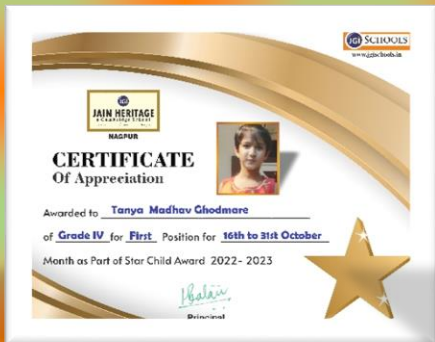 JGI SCHOOLS
www.jgischools.in
JGI
JAIN HERITAGE
a Cambridge School
NAGPUR
CERTIFICATE
Of Appreciation
Awarded to Tanya Madhav Ghodmare
of Grade IV for First Position for 16th to 31st October
Month as Part of Star Child Award 2022- 2023
Principal